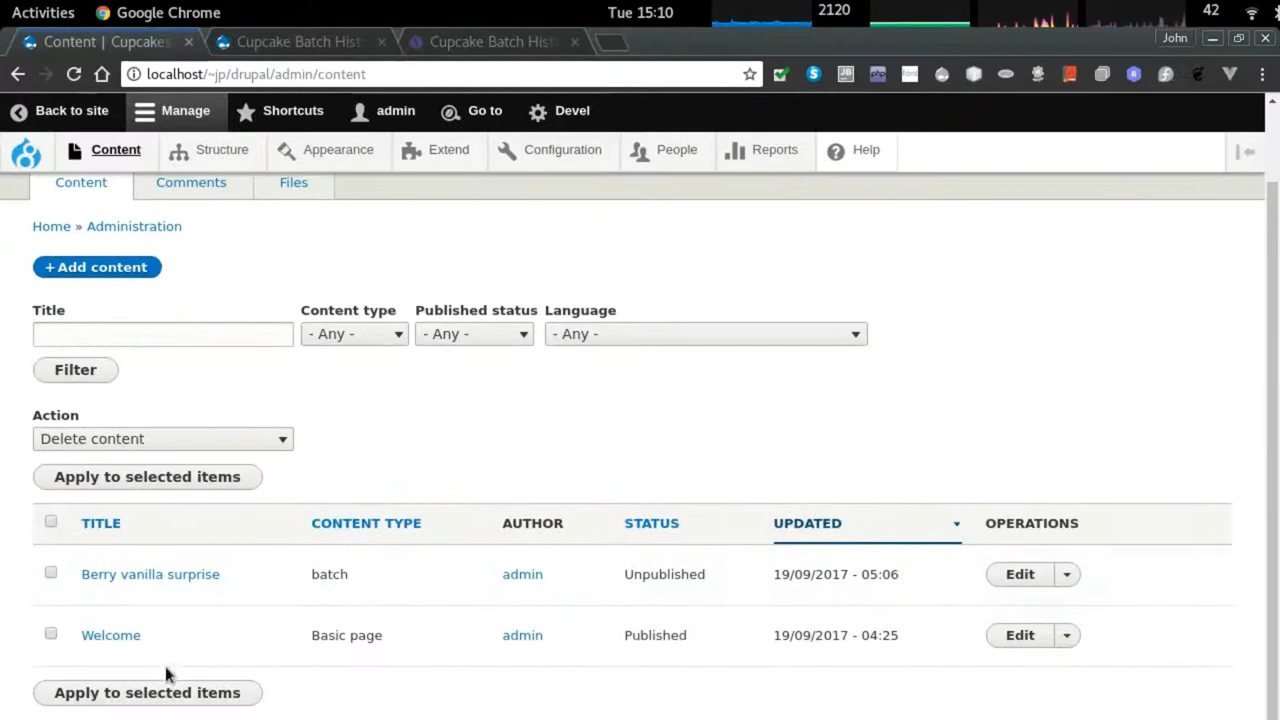 Activities Google Chrome Tue 15:10 2120 42
Content | Cupcakes Cupcake Batch Hist Cupcake Batch Hist John
localhost/~jp/drupal/admin/content
Back to site Manage Shortcuts admin Go to Devel
Content Structure Appearance Extend Configuration People Reports Help
Content Comments Files
Home » Administration
+ Add content
Title Content type Published status Language
- Any - - Any - - Any -
Filter
Action
Delete content
Apply to selected items
TITLE CONTENT TYPE AUTHOR STATUS UPDATED OPERATIONS
Berry vanilla surprise batch admin Unpublished 19/09/2017 - 05:06 Edit
Welcome Basic page admin Published 19/09/2017 - 04:25 Edit
Apply to selected items